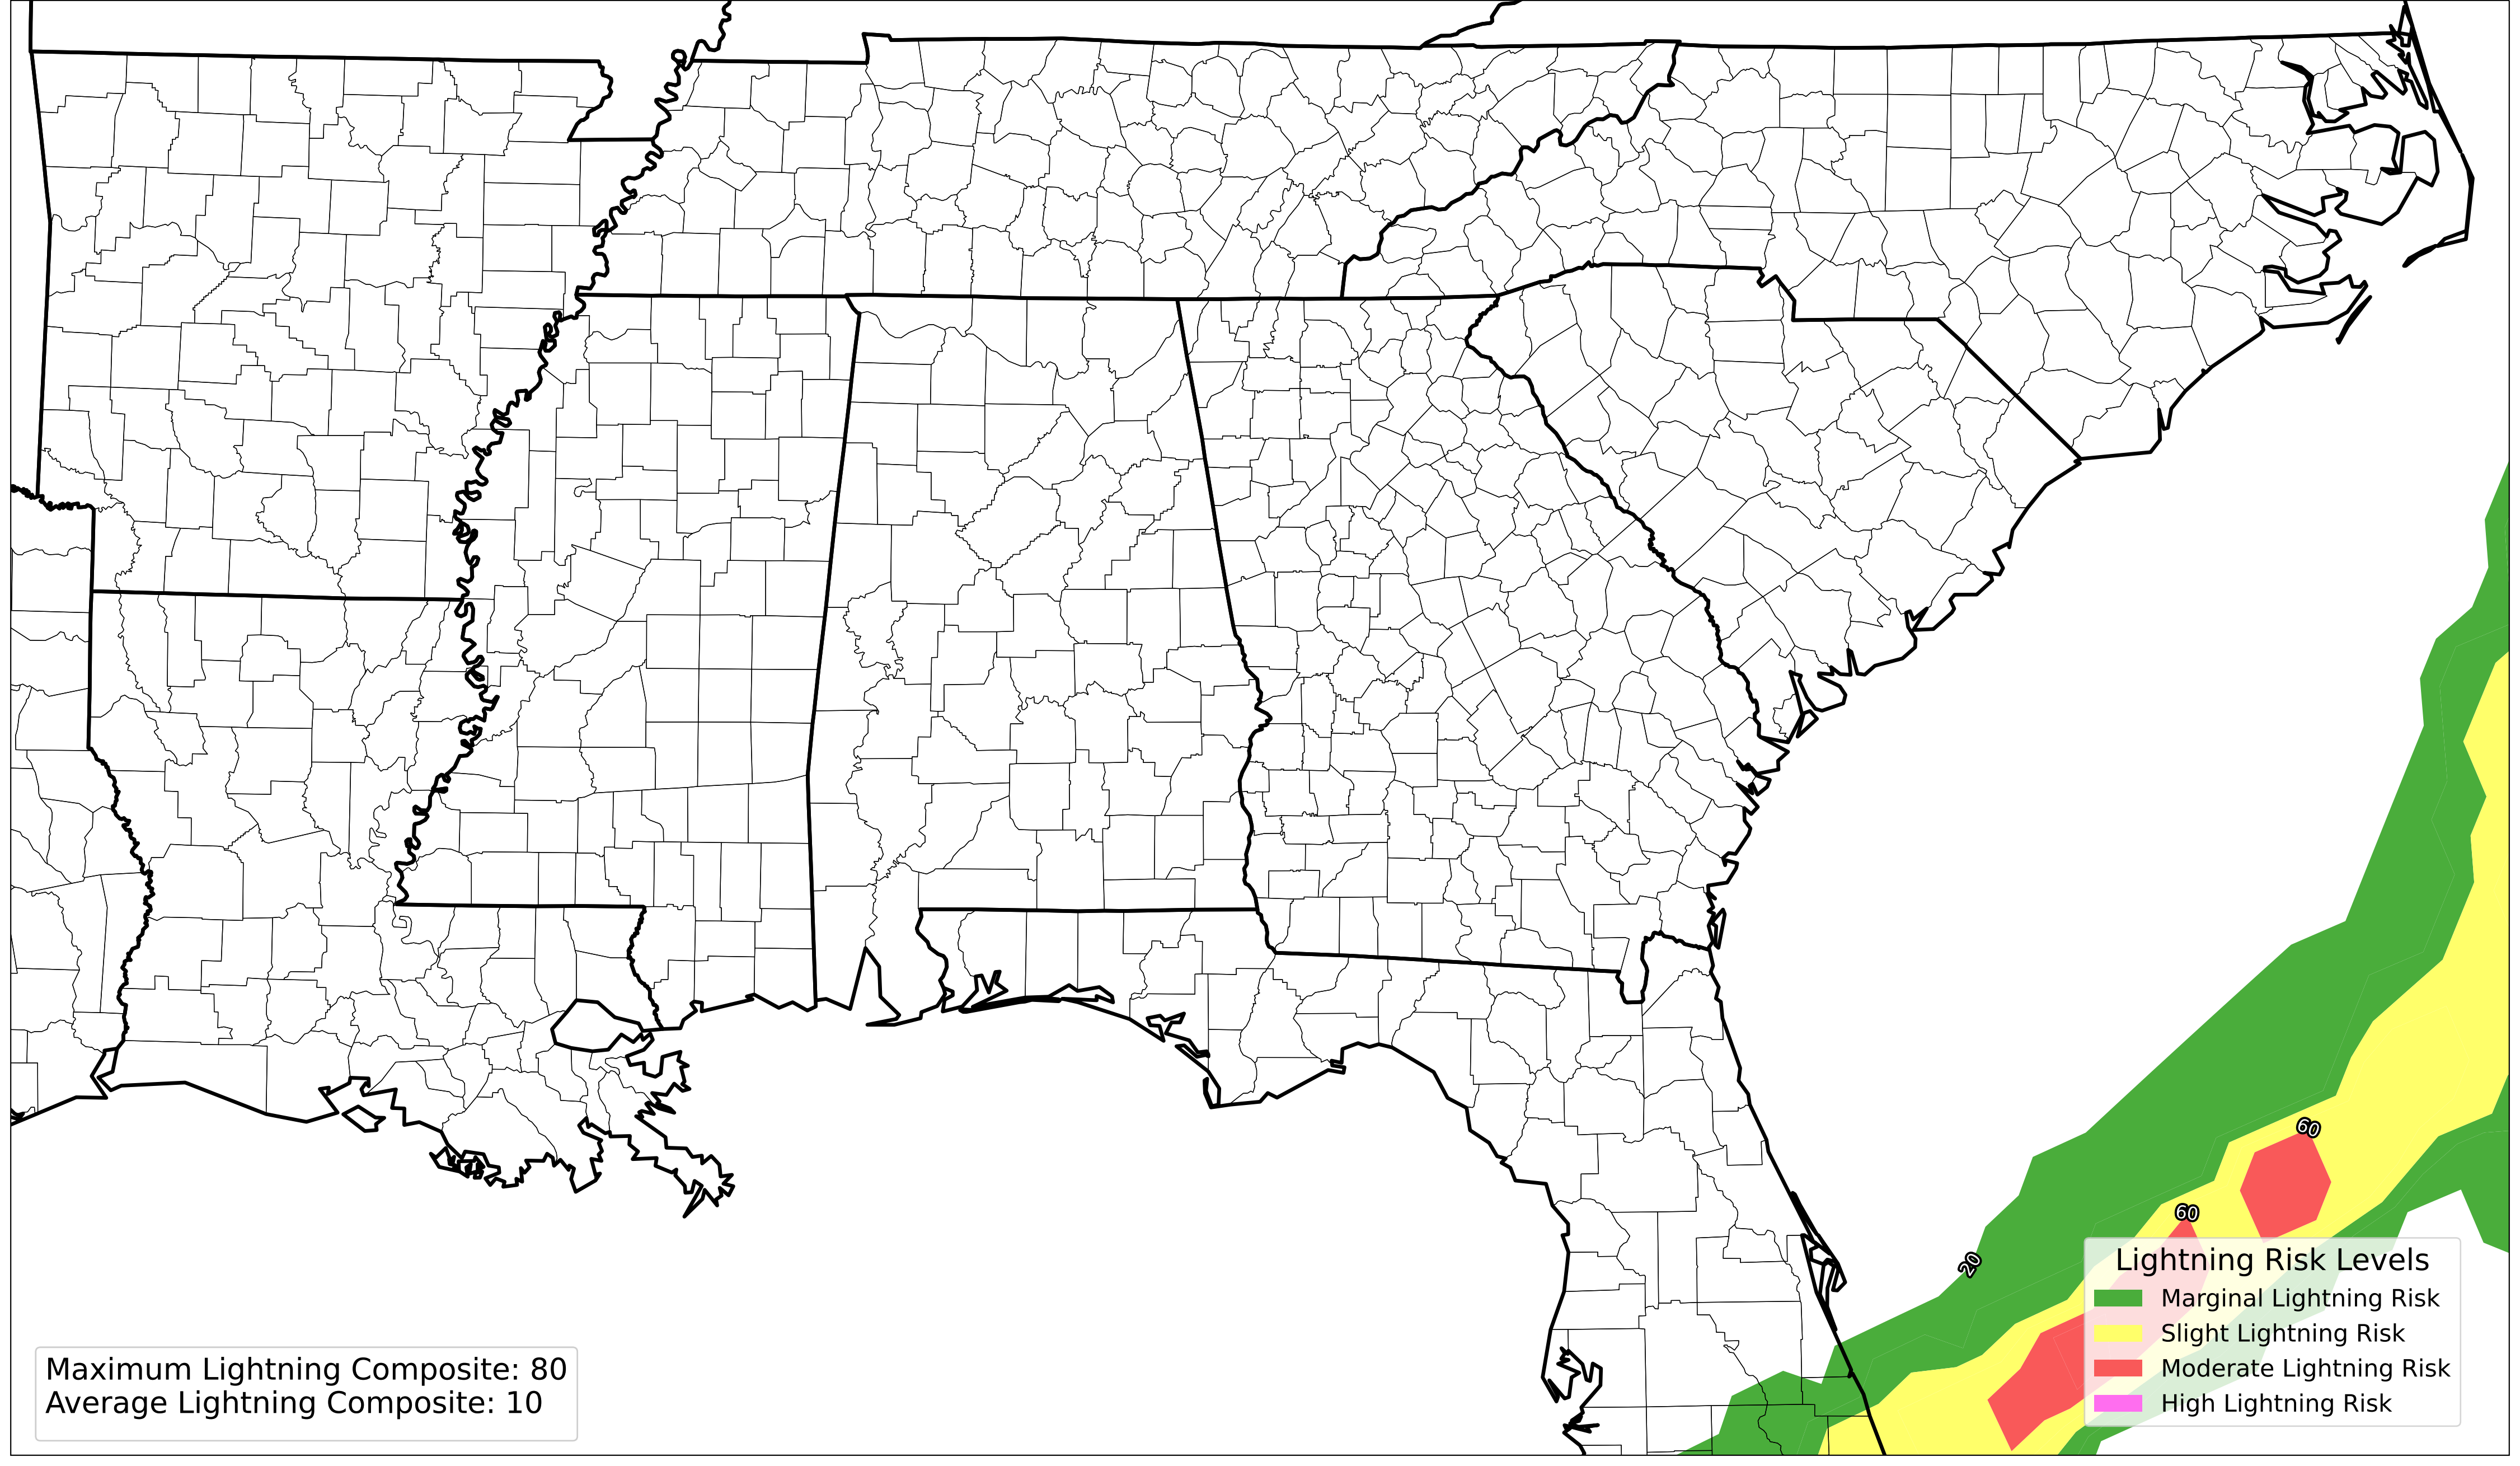 60
60
20
Lightning Risk Levels
Marginal Lightning Risk
Slight Lightning Risk
Moderate Lightning Risk
High Lightning Risk
Maximum Lightning Composite: 80
Average Lightning Composite: 10